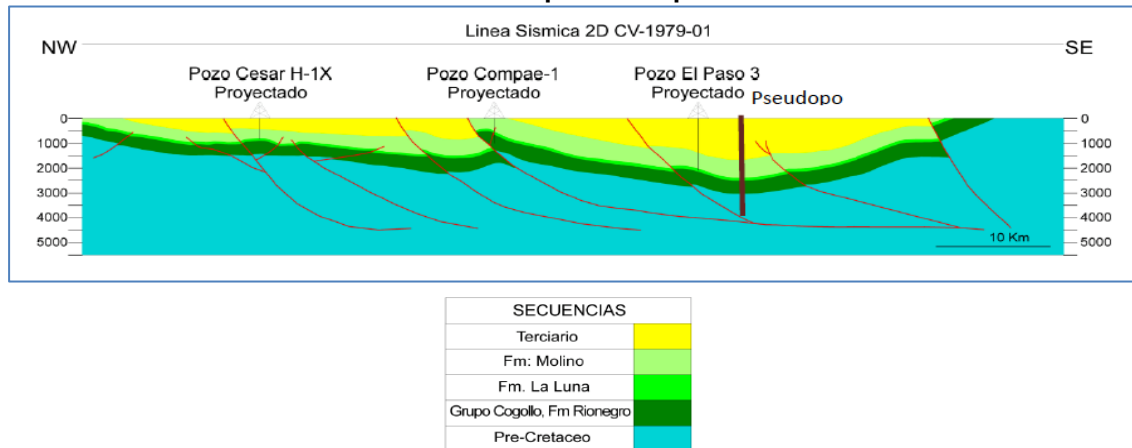 Linea Sismica 2D CV-1979-01
NW
SE
Pozo Cesar H-1X
Proyectado
Pozo Compae-1
Proyectado
Pozo El Paso 3
Proyectado
Pseudopo
0
1000
2000
3000
4000
5000
0
1000
2000
3000
4000
5000
10 Km
SECUENCIAS
Terciario
Fm: Molino
Fm. La Luna
Grupo Cogollo, Fm Rionegro
Pre-Cretaceo